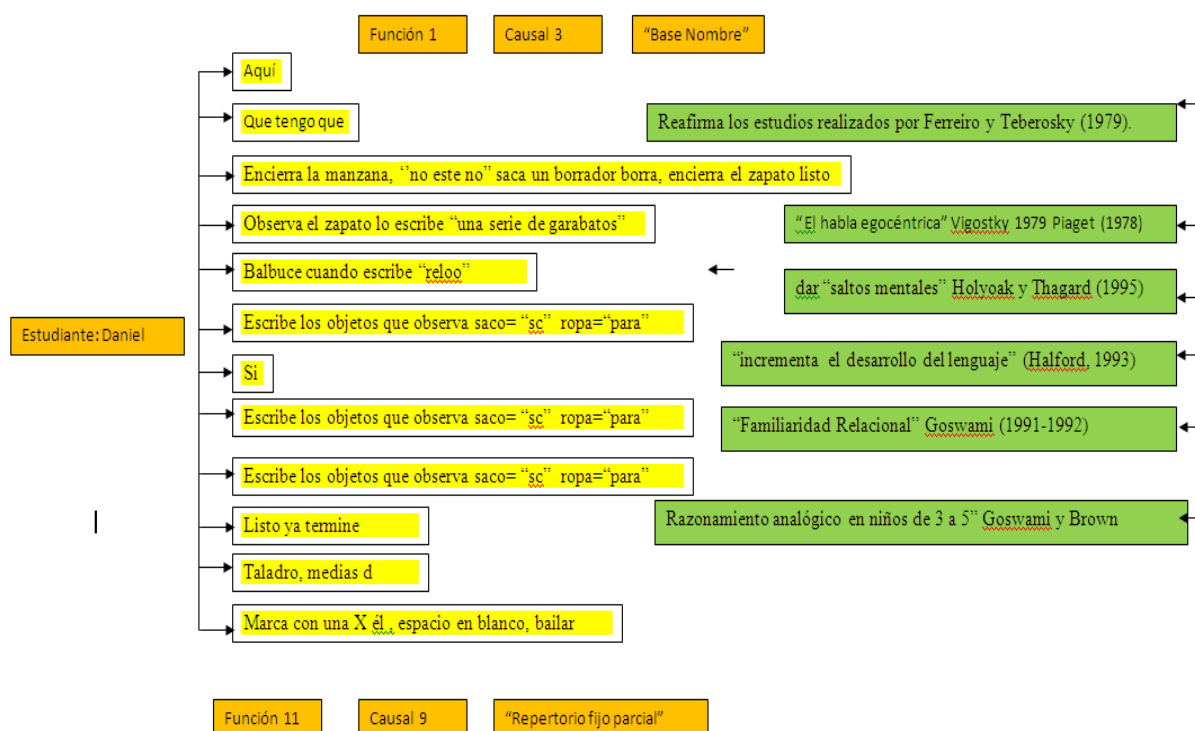 Función 1 Causal 3 “Base Nombre”
Aquí
Que tengo que
Reafirma los estudios realizados por Ferreiro y Teberosky (1979).
Encierra la manzana, ‘’no este no” saca un borrador borra, encierra el zapato listo
Observa el zapato lo escribe “una serie de garabatos”
“El habla egocéntrica” Vigostky 1979 Piaget (1978)
Balbuce cuando escribe “reloo”
dar “saltos mentales” Holyoak y Thagard (1995)
Escribe los objetos que observa saco= “sc” ropa=“para”
Estudiante: Daniel
“incrementa el desarrollo del lenguaje” (Halford, 1993)
Si
Escribe los objetos que observa saco= “sc” ropa=“para”
“Familiaridad Relacional” Goswami (1991-1992)
Escribe los objetos que observa saco= “sc” ropa=“para”
Listo ya termine
Razonamiento analógico en niños de 3 a 5” Goswami y Brown
Taladro, medias d
Marca con una X él , espacio en blanco, bailar
Función 11 Causal 9 “Repertorio fijo parcial”